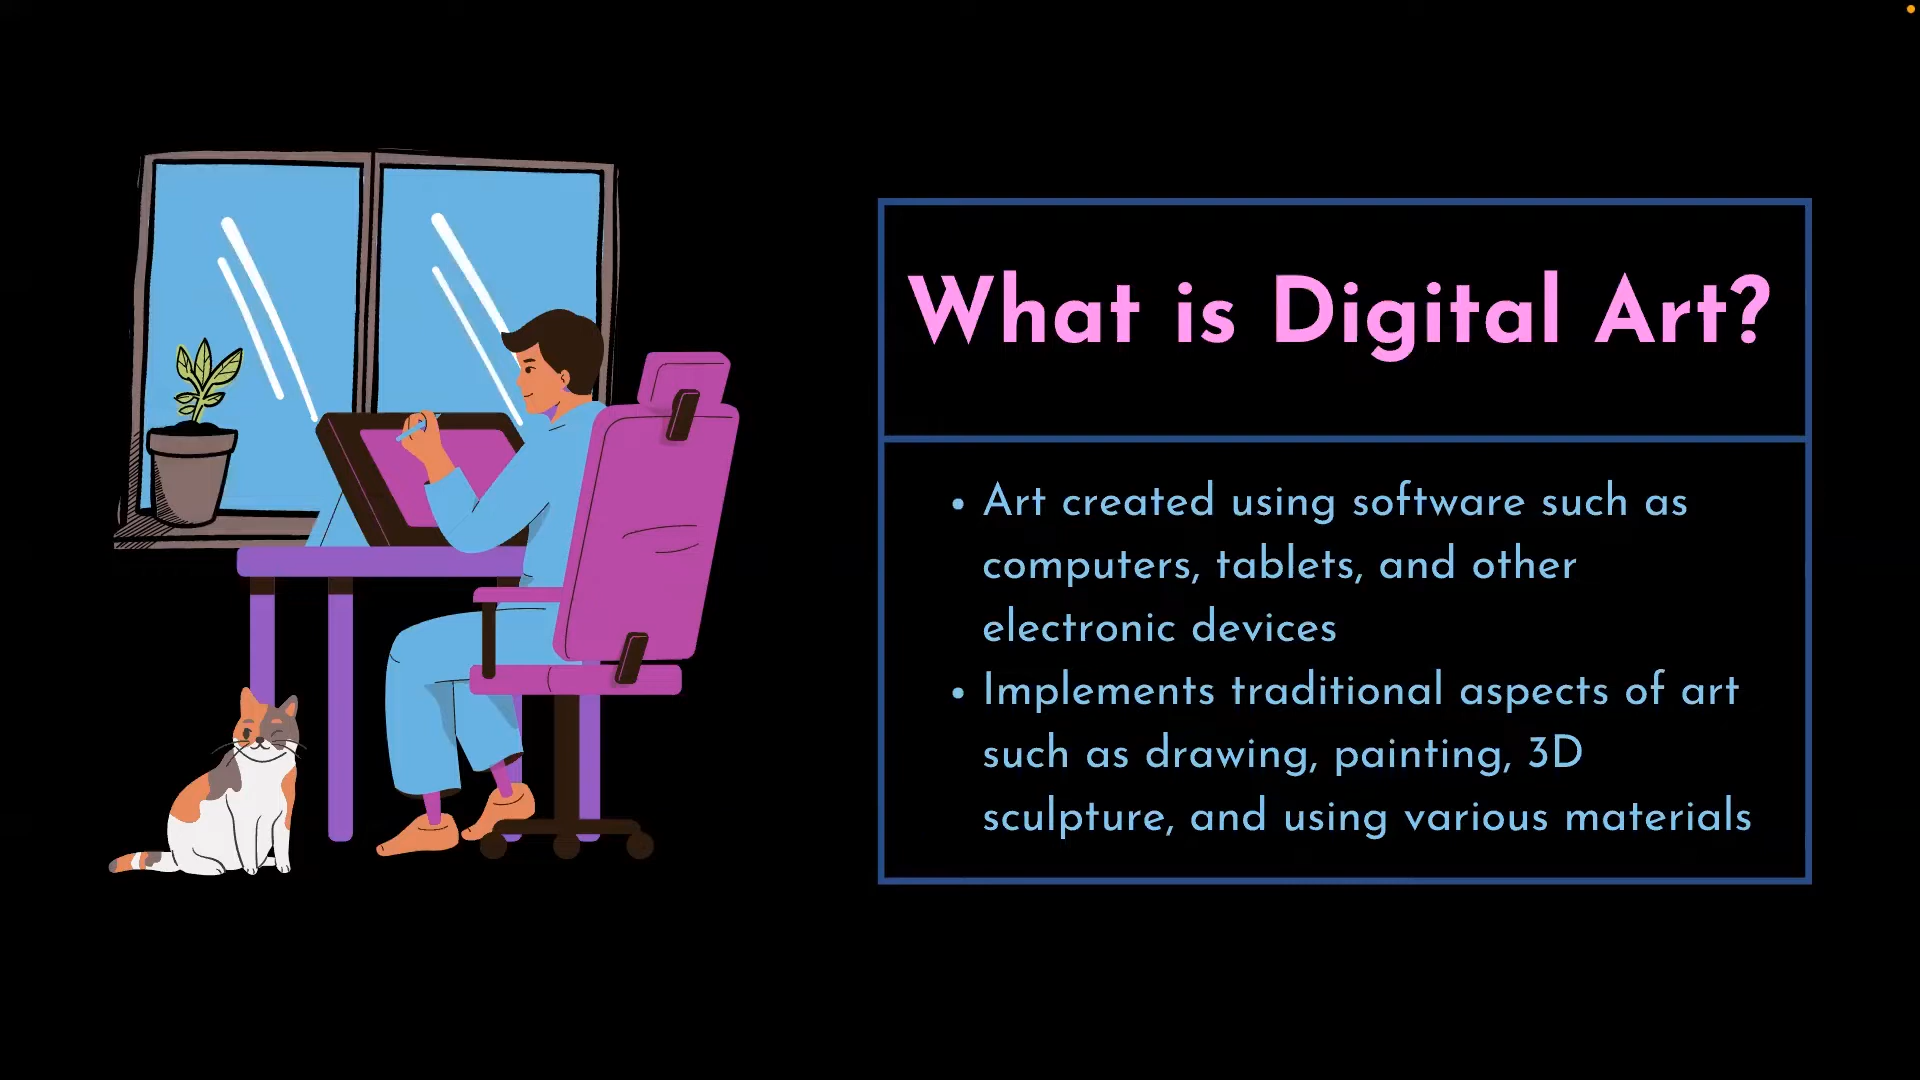 What is Digital Art?
• Art created using software such as
computers, tablets, and other
electronic devices
• Implements traditional aspects of art
such as drawing, painting, 3D
sculpture, and using various materials